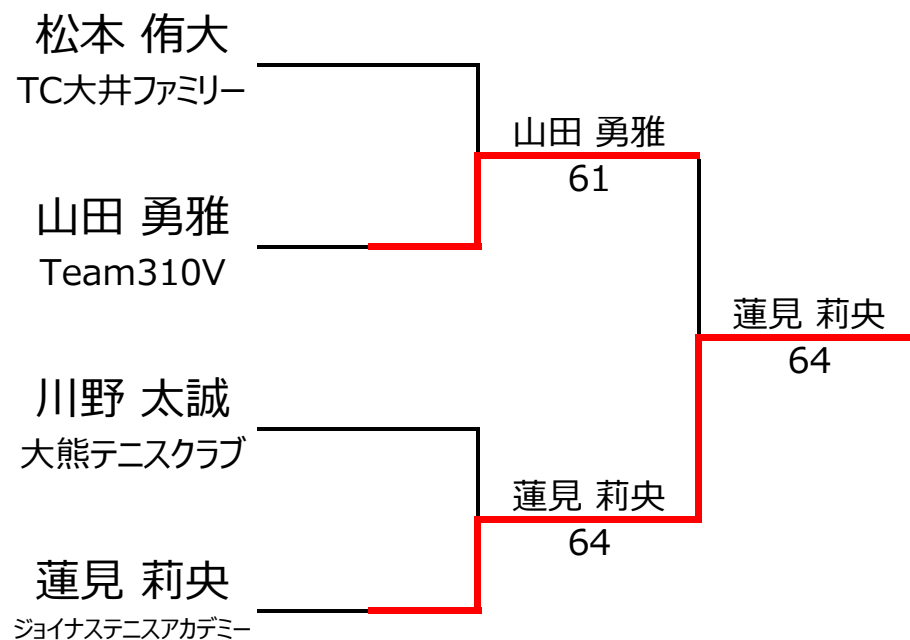 松本 侑大
TC大井ファミリー
山田 勇雅
61
山田 勇雅
Team310V
蓮見 莉央
64
川野 太誠
大熊テニスクラブ
蓮見 莉央
64
蓮見 莉央
ジョイナステニスアカデミー